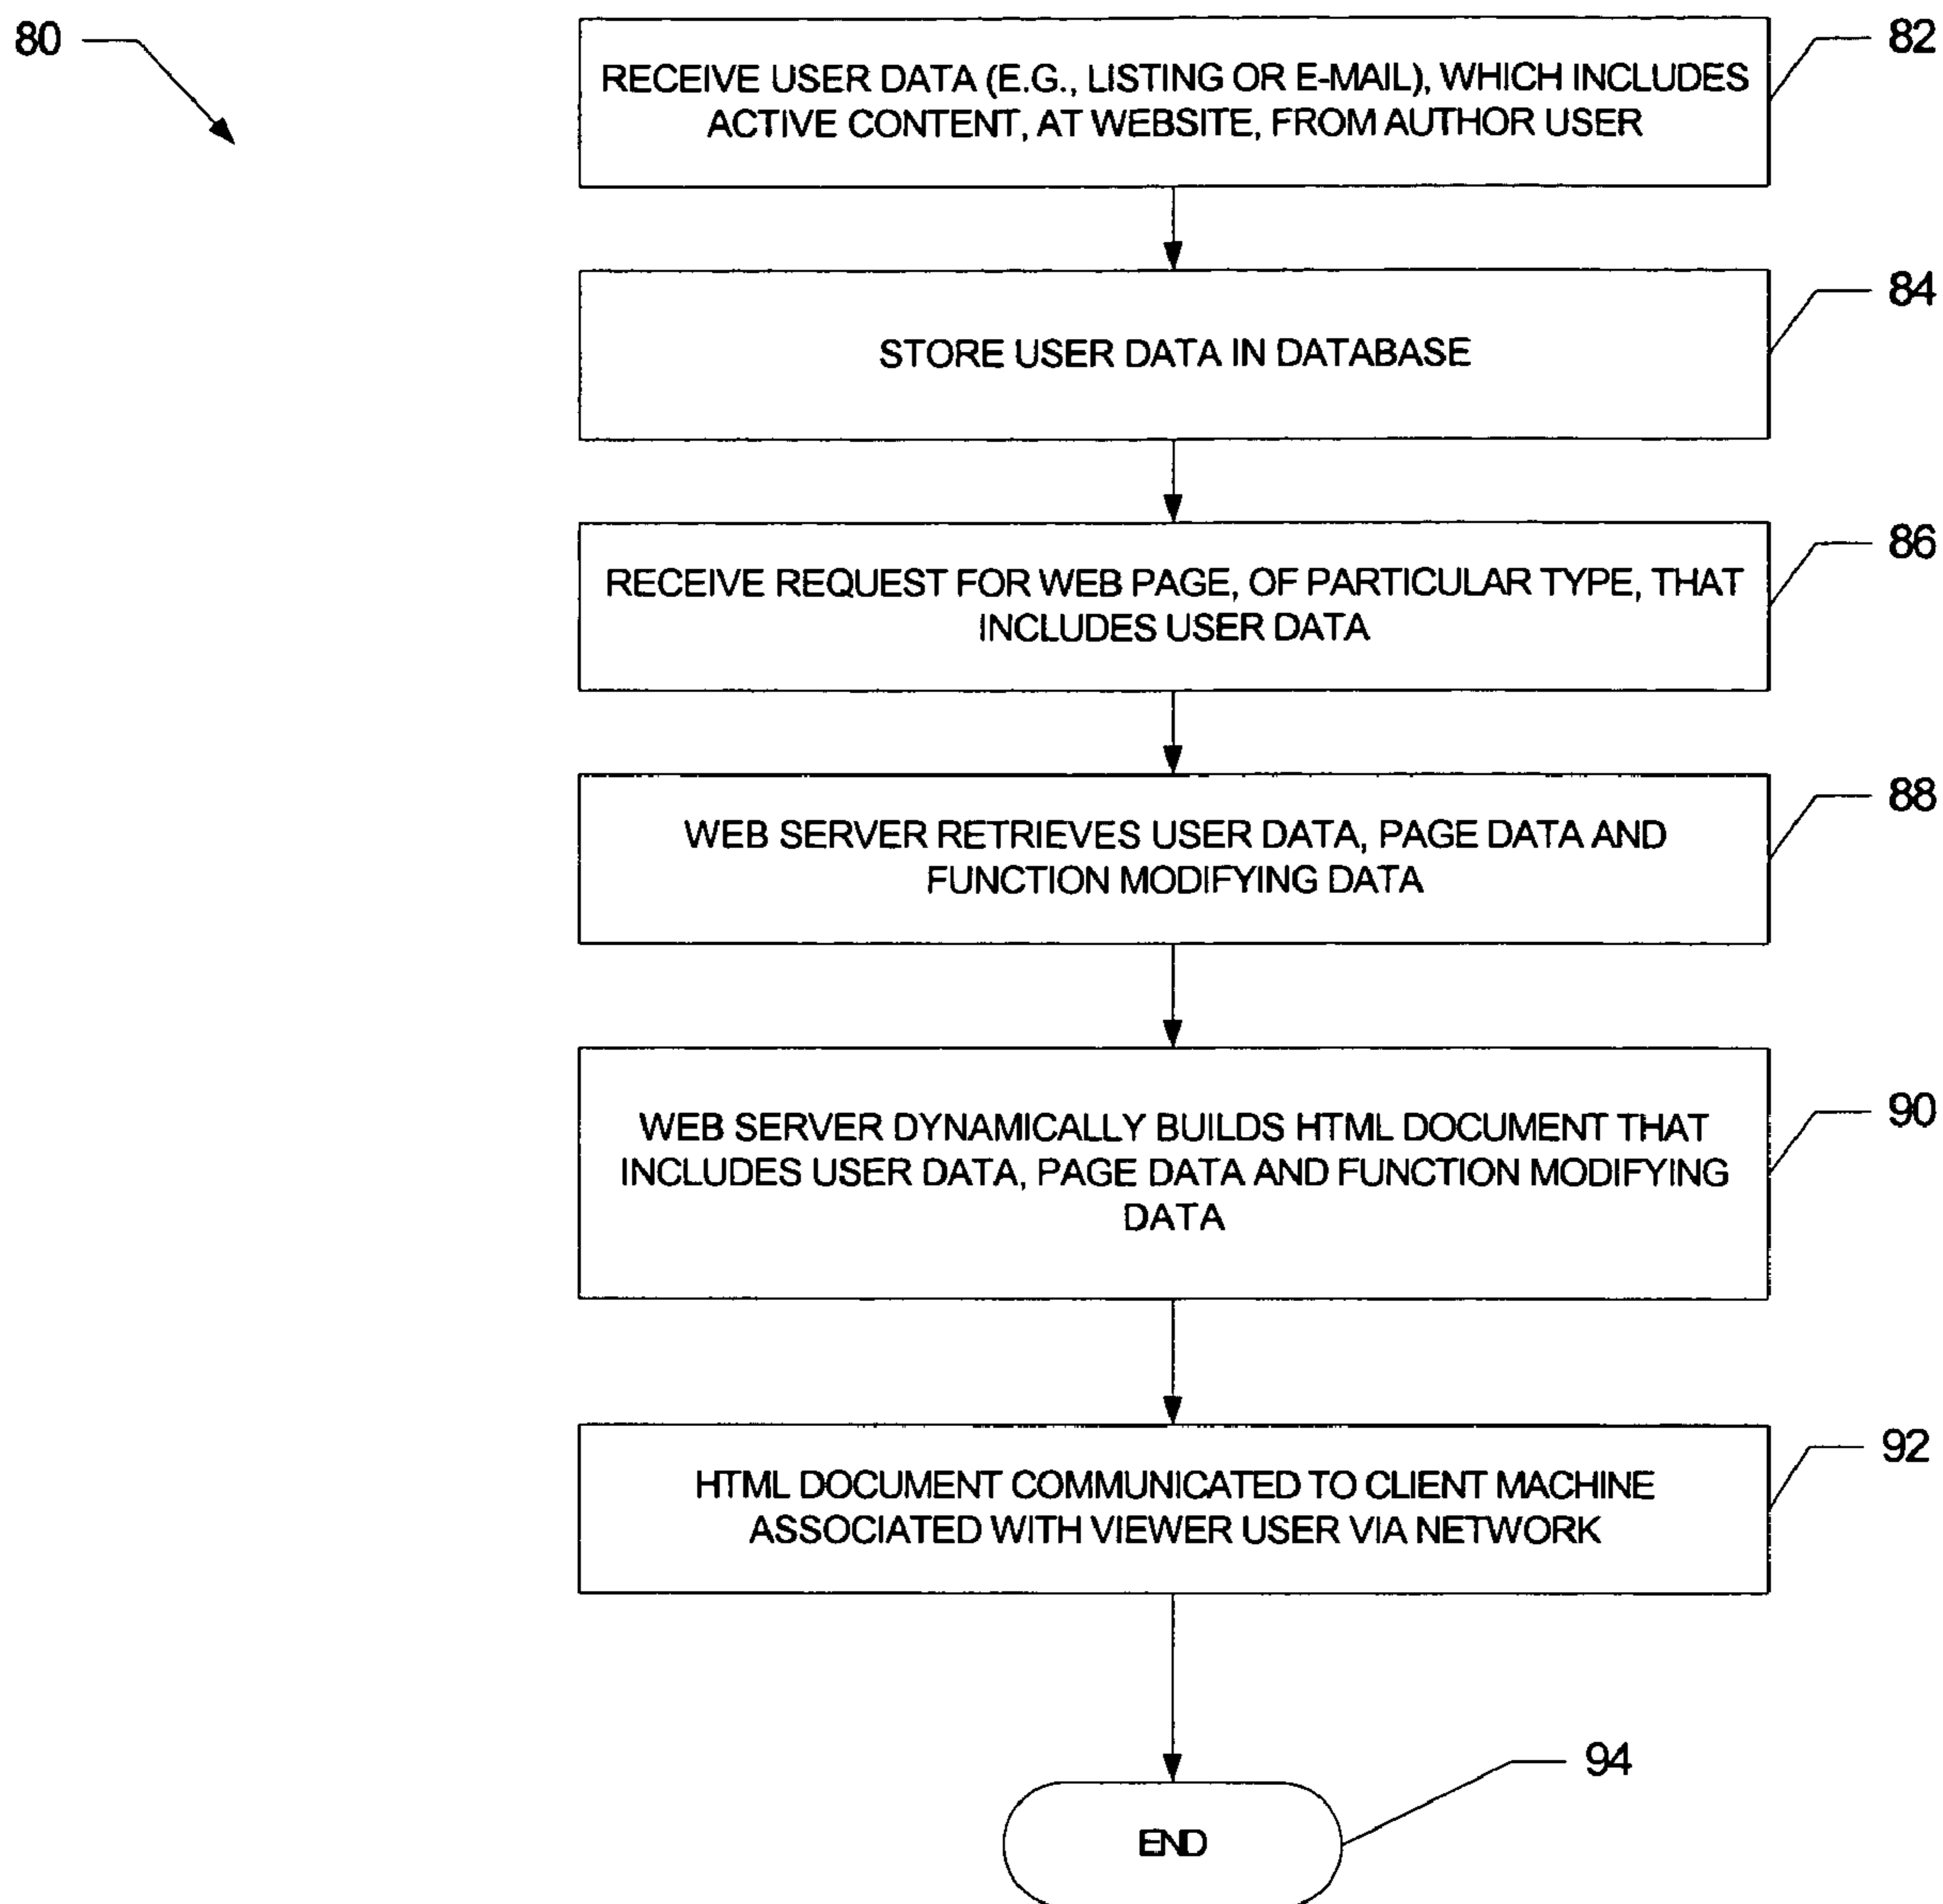 80
82
RECEIVE USER DATA (E.G., LISTING OR E-MAIL), WHICH INCLUDES
ACTIVE CONTENT, AT WEBSITE, FROM AUTHOR USER
84
STORE USER DATA IN DATABASE
86
RECEIVE REQUEST FOR WEB PAGE, OF PARTICULAR TYPE, THAT
INCLUDES USER DATA
88
WEB SERVER RETRIEVES USER DATA, PAGE DATA AND
FUNCTION MODIFYING DATA
90
WEB SERVER DYNAMICALLY BUILDS HTML DOCUMENT THAT
INCLUDES USER DATA, PAGE DATA AND FUNCTION MODIFYING
DATA
92
HTML DOCUMENT COMMUNICATED TO CLIENT MACHINE
ASSOCIATED WITH VIEWER USER VIA NETWORK
94
END